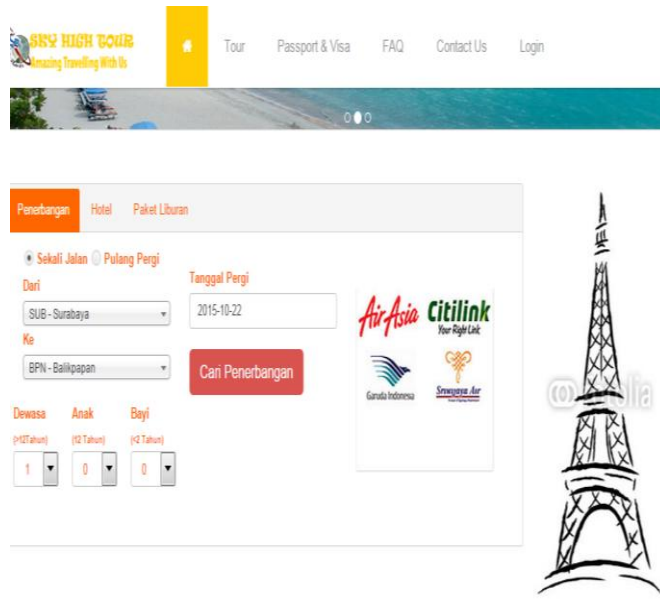 SKY HIGH TOUR
Amazing Travelling With Us
Tour Passport & Visa FAQ Contact Us Login
Penerbangan Hotel Paket Liburan
Sekali Jalan Pulang Pergi
Dari
SUB - Surabaya
Ke
BPN - Balikpapan
Tanggal Pergi
2015-10-22
Cari Penerbangan
Dewasa Anak Bayi
(>12Tahun) (12 Tahun) (<2 Tahun)
1 0 0
AirAsia Citilink
Your Right Link
Garuda Indonesia Sriwijaya Air